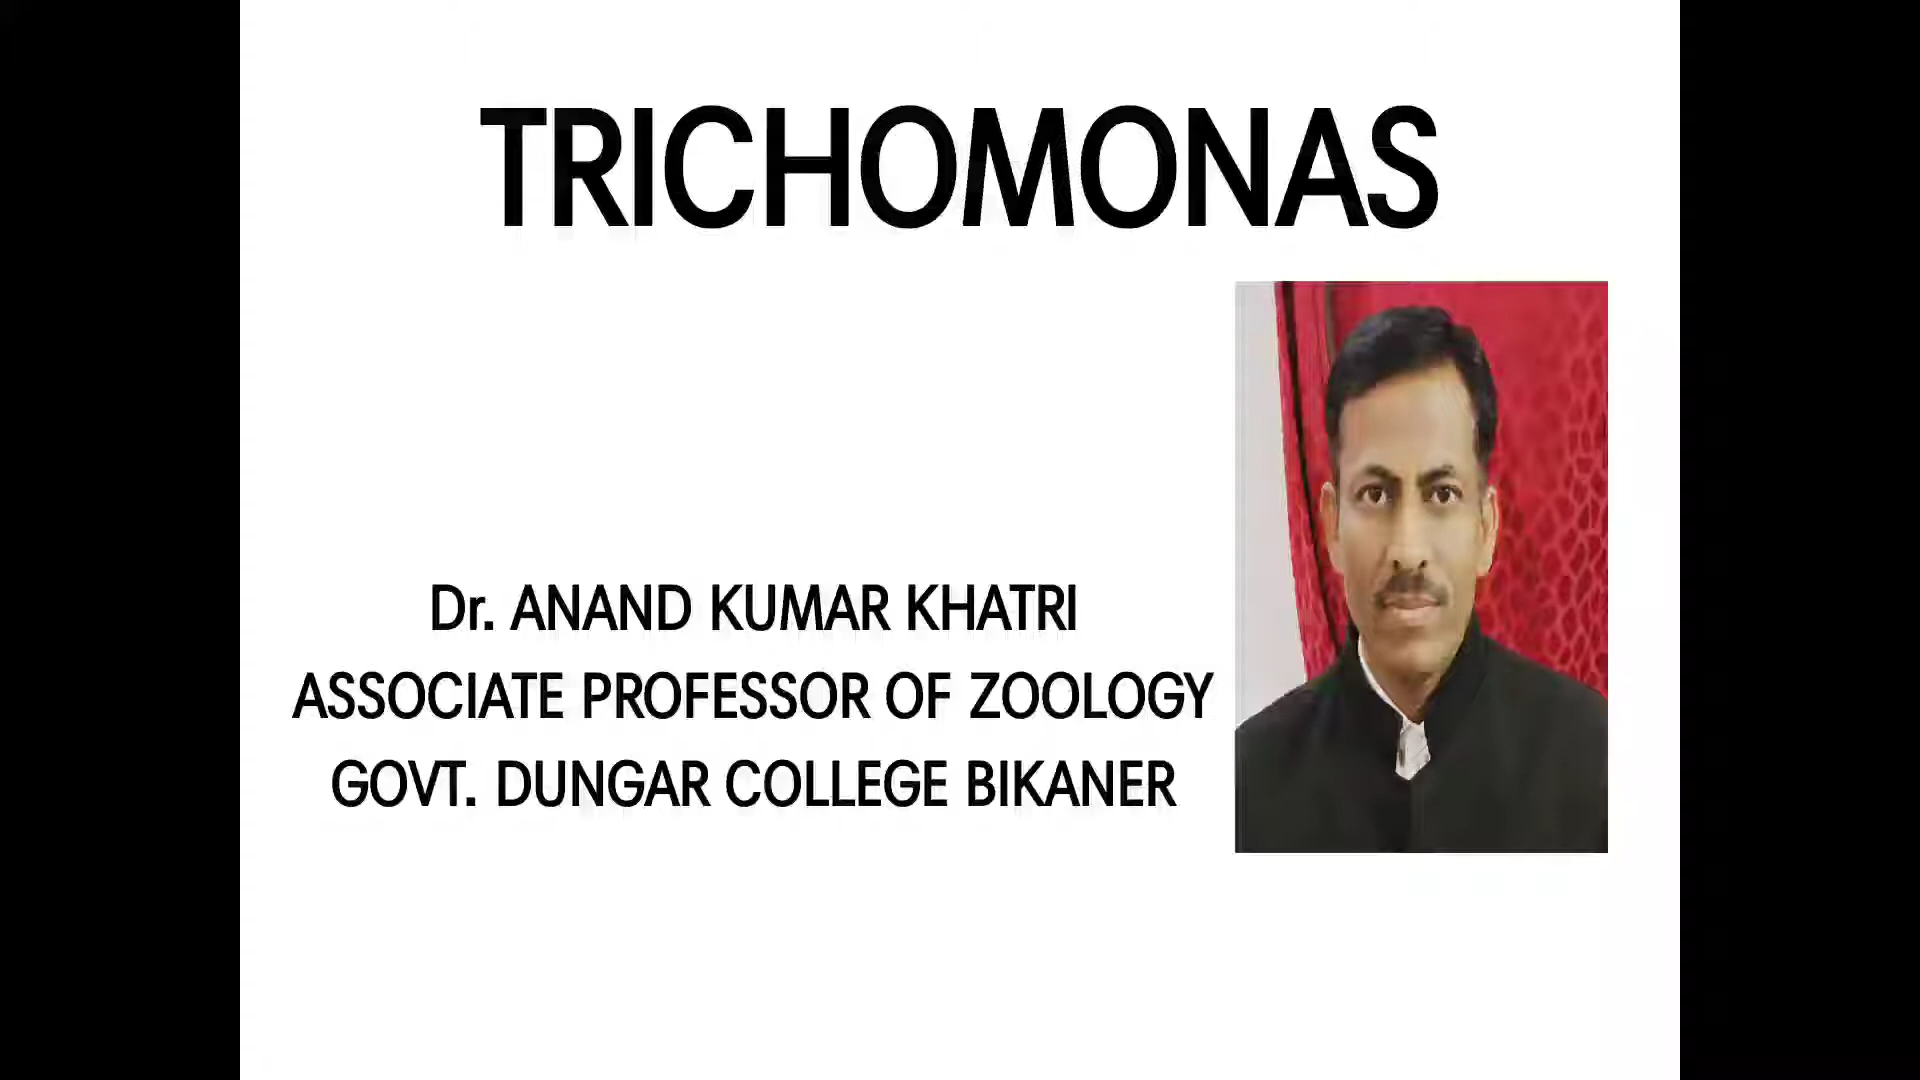 TRICHOMONAS
Dr. ANAND KUMAR KHATRI
ASSOCIATE PROFESSOR OF ZOOLOGY
GOVT. DUNGAR COLLEGE BIKANER